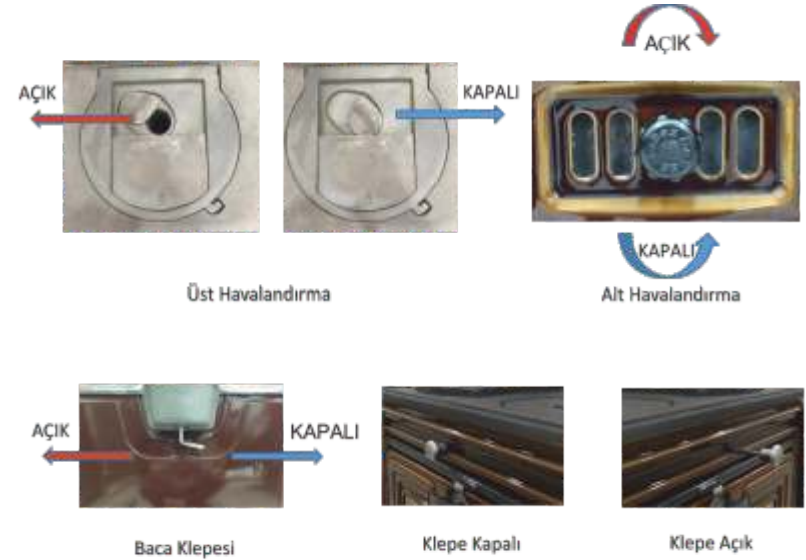 AÇIK
AÇIK
KAPALI
KAPALI
Üst Havalandırma
Alt Havalandırma
AÇIK
KAPALI
Baca Klepesi
Klepe Kapalı
Klepe Açık